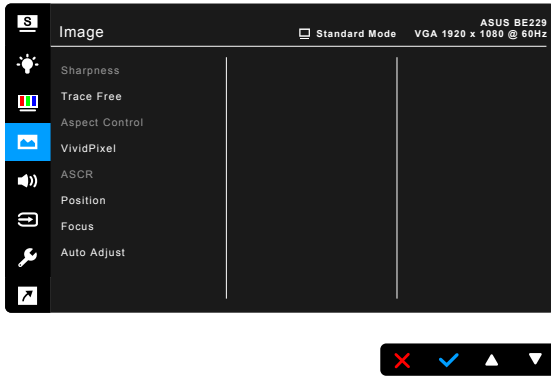 S
Image
Standard Mode
ASUS BE229
VGA 1920 x 1080 @ 60Hz
Sharpness
Trace Free
Aspect Control
VividPixel
ASCR
Position
Focus
Auto Adjust